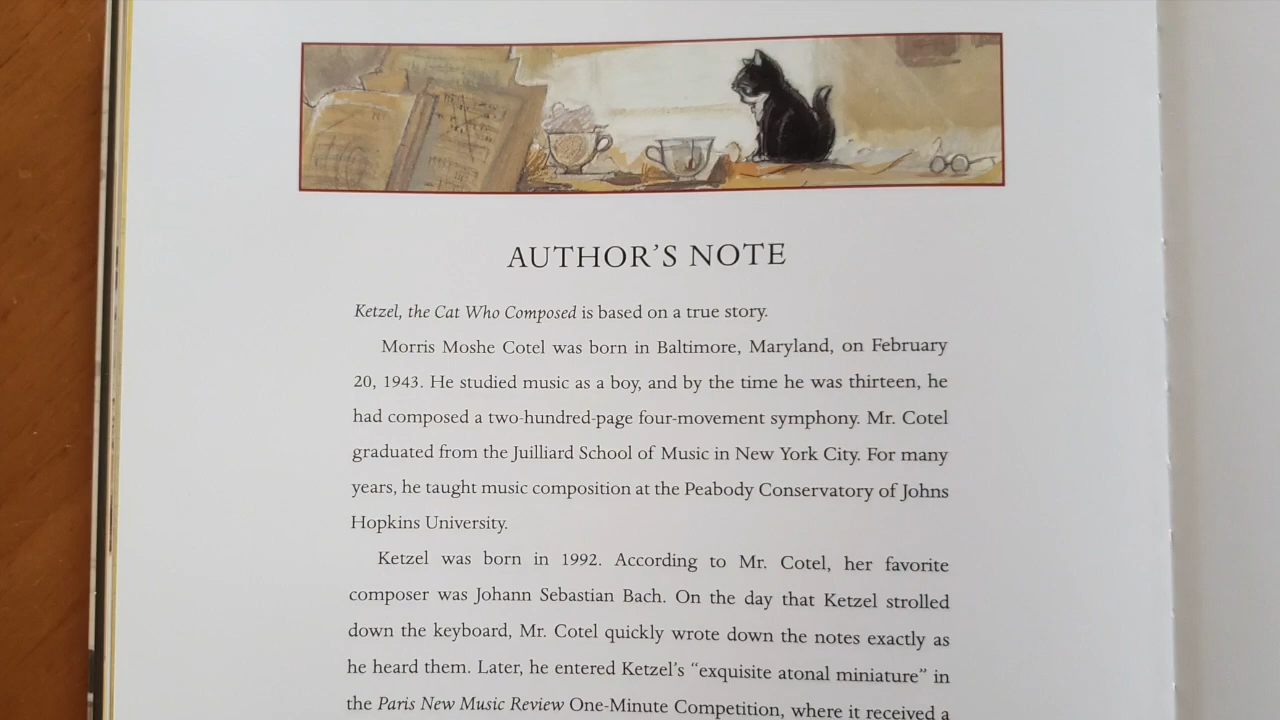 AUTHOR'S NOTE
Ketzel, the Cat Who Composed is based on a true story.
Morris Moshe Cotel was born in Baltimore, Maryland, on February
20, 1943. He studied music as a boy, and by the time he was thirteen, he
had composed a two-hundred-page four-movement symphony. Mr. Cotel
graduated from the Juilliard School of Music in New York City. For many
years, he taught music composition at the Peabody Conservatory of Johns
Hopkins University.
Ketzel was born in 1992. According to Mr. Cotel, her favorite
composer was Johann Sebastian Bach. On the day that Ketzel strolled
down the keyboard, Mr. Cotel quickly wrote down the notes exactly as
he heard them. Later, he entered Ketzel's “exquisite atonal miniature” in
the Paris New Music Review One-Minute Competition, where it received a